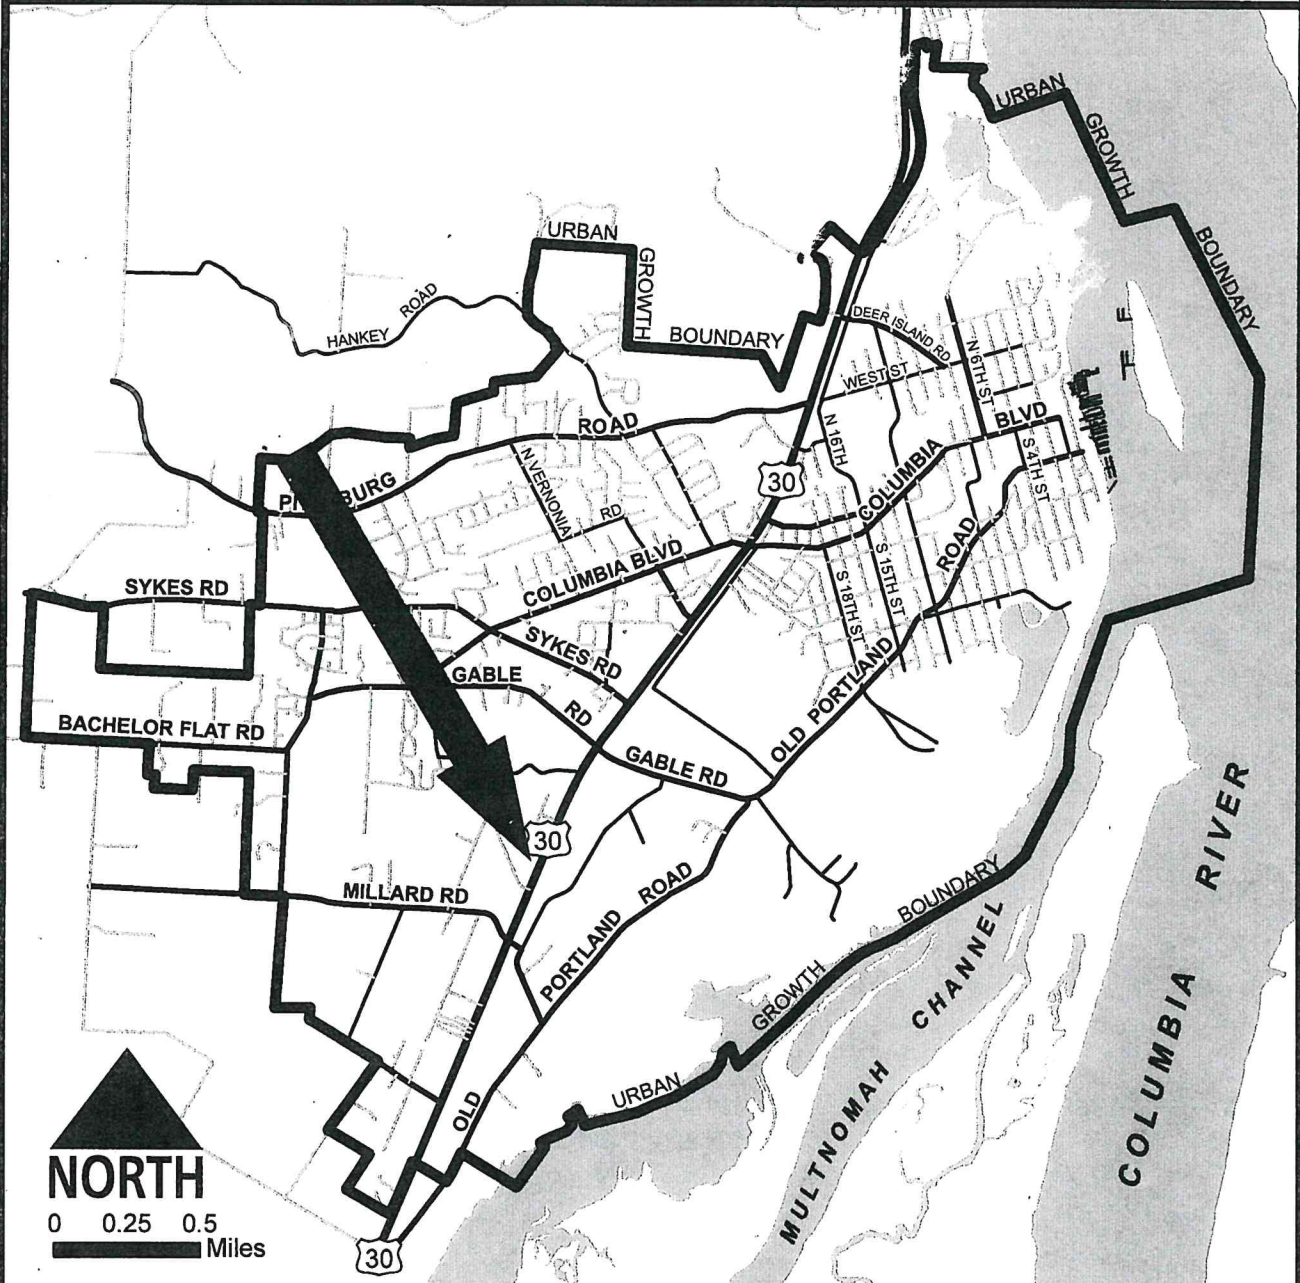 URBAN
GROWTH
BOUNDARY
URBAN
GROWTH
BOUNDARY
HANKEY ROAD
DEER ISLAND RD
WEST ST
N 6TH ST
ROAD
BLVD
N 16TH
COLUMBIA
S 4TH ST
30
N VERNONIA
RD
ROAD
COLUMBIA BLVD
SYKES RD
S 15TH ST
S 18TH ST
SYKES RD
GABLE
RD
OLD PORTLAND
BACHELOR FLAT RD
GABLE RD
30
MILLARD RD
PORTLAND ROAD
OLD
BOUNDARY
GROWTH
URBAN
MULTNOMAH CHANNEL
COLUMBIA RIVER
NORTH
0 0.25 0.5
Miles
30